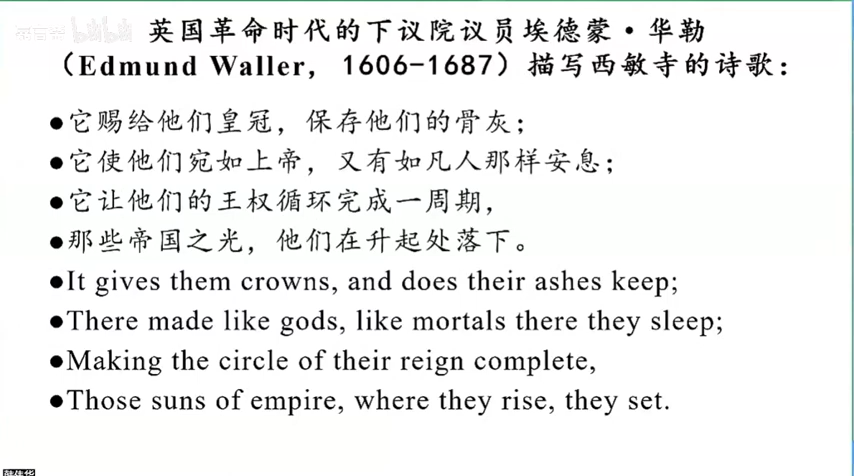 英国革命时代的下议院议员埃德蒙·华勒
（Edmund Waller, 1606-1687）描写西敏寺的诗歌：
●它赐给他们皇冠，保存他们的骨灰；
●它使他们宛如上帝，又有如凡人那样安息；
●它让他们的王权循环完成一周期，
●那些帝国之光，他们在升起处落下。
●It gives them crowns, and does their ashes keep;
●There made like gods, like mortals there they sleep;
●Making the circle of their reign complete,
●Those suns of empire, where they rise, they set.